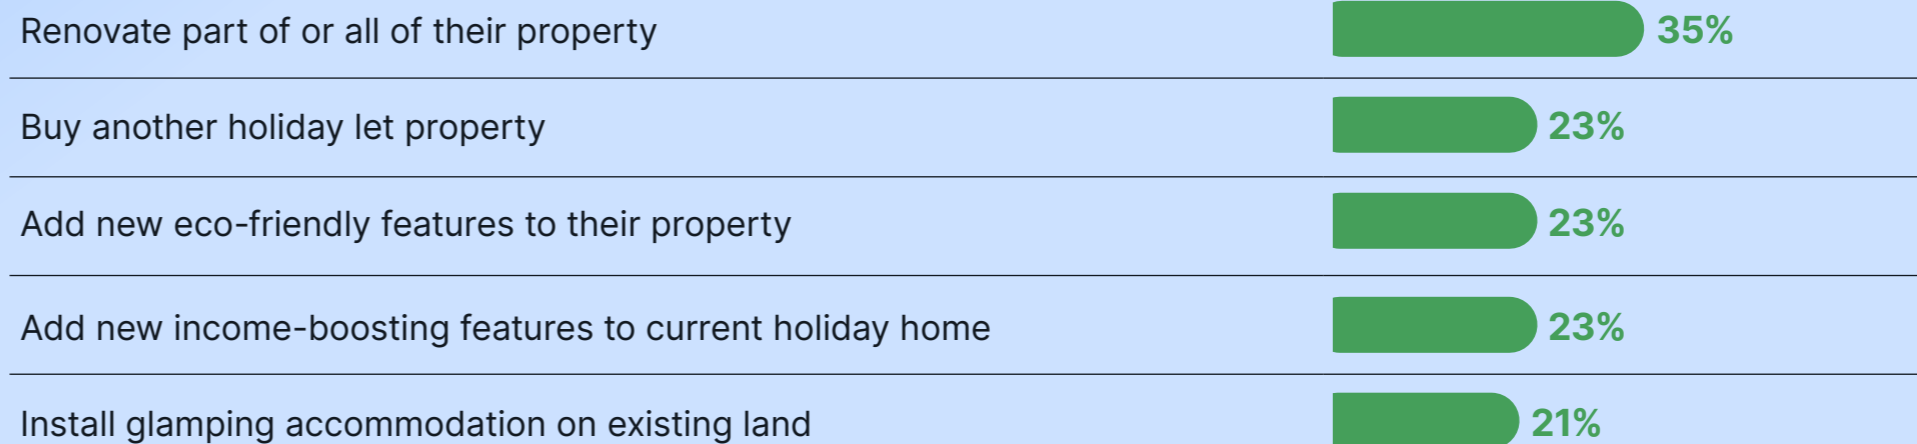 Renovate part of or all of their property 35%
Buy another holiday let property 23%
Add new eco-friendly features to their property 23%
Add new income-boosting features to current holiday home 23%
Install glamping accommodation on existing land 21%